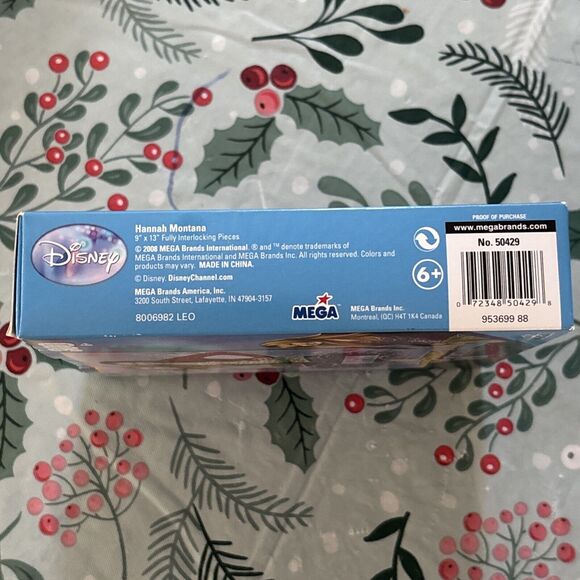 Disney
Hannah Montana
9" x 13" Fully Interlocking Pieces
© 2008 MEGA Brands International. ® and ™ denote trademarks of
MEGA Brands International and MEGA Brands Inc. All rights reserved. Colors and
products may vary. MADE IN CHINA.
© Disney. DisneyChannel.com
MEGA Brands America, Inc.
3200 South Street, Lafayette, IN 47904-3157
8006982 LEO
MEGA
MEGA Brands Inc.
Montreal, (QC) H4T 1K4 Canada
6+
PROOF OF PURCHASE
www.megabrands.com
No. 50429
0 72348 50429 8
953699 88